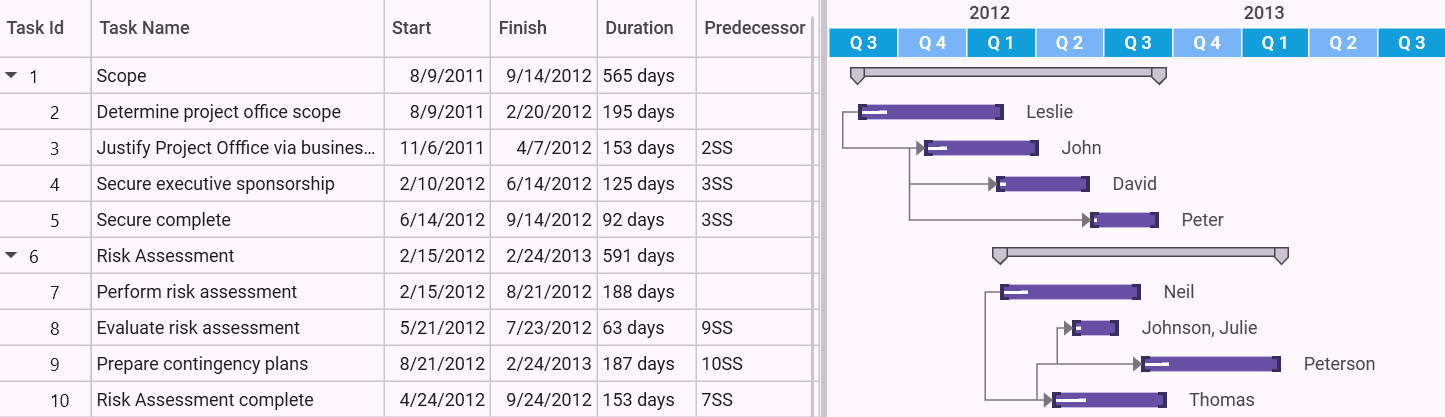 2012 2013
Task Id Task Name Start Finish Duration Predecessor
Q 3 Q 4 Q 1 Q 2 Q 3 Q 4 Q 1 Q 2 Q 3
1 Scope 8/9/2011 9/14/2012 565 days
2 Determine project office scope 8/9/2011 2/20/2012 195 days Leslie
3 Justify Project Offfice via busines... 11/6/2011 4/7/2012 153 days 2SS John
4 Secure executive sponsorship 2/10/2012 6/14/2012 125 days 3SS David
5 Secure complete 6/14/2012 9/14/2012 92 days 3SS Peter
6 Risk Assessment 2/15/2012 2/24/2013 591 days
7 Perform risk assessment 2/15/2012 8/21/2012 188 days Neil
8 Evaluate risk assessment 5/21/2012 7/23/2012 63 days 9SS Johnson, Julie
9 Prepare contingency plans 8/21/2012 2/24/2013 187 days 10SS Peterson
10 Risk Assessment complete 4/24/2012 9/24/2012 153 days 7SS Thomas